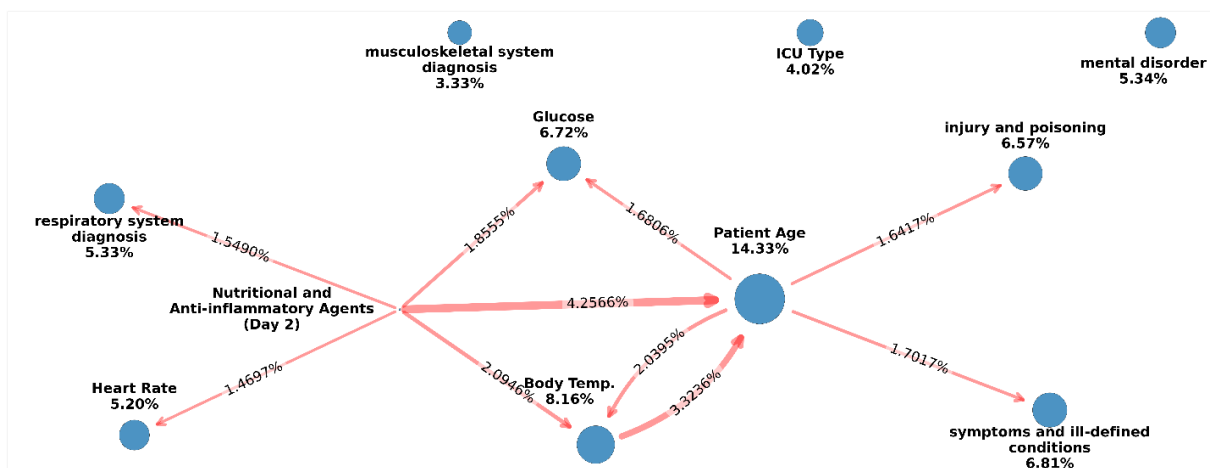 musculoskeletal system
diagnosis
3.33%
ICU Type
4.02%
mental disorder
5.34%
Glucose
6.72%
injury and poisoning
6.57%
respiratory system
diagnosis
5.33%
1.5490%
1.8555%
1.6806%
Patient Age
14.33%
1.6417%
Nutritional and
Anti-inflammatory Agents
(Day 2)
4.2566%
Heart Rate
5.20%
1.4697%
2.0946%
Body Temp.
8.16%
2.0395%
3.3236%
1.7017%
symptoms and ill-defined
conditions
6.81%